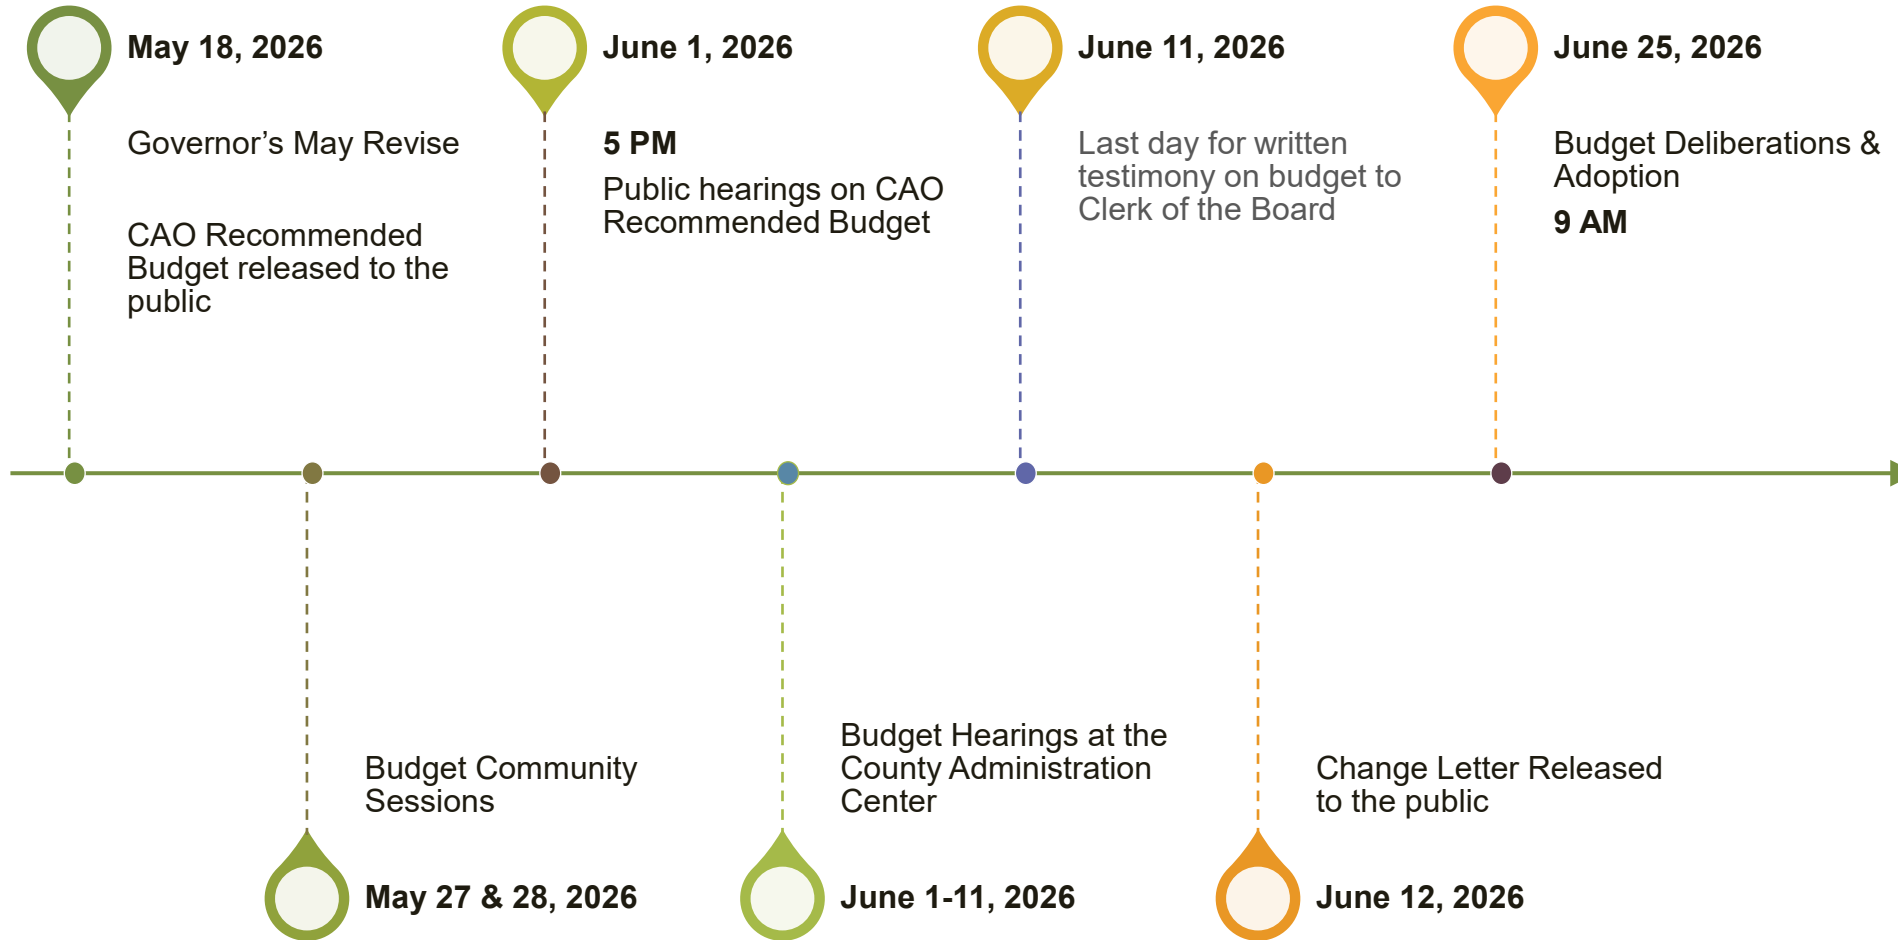 May 18, 2026
Governor’s May Revise
CAO Recommended
Budget released to the
public
June 1, 2026
5 PM
Public hearings on CAO
Recommended Budget
June 11, 2026
Last day for written
testimony on budget to
Clerk of the Board
June 25, 2026
Budget Deliberations &
Adoption
9 AM
Budget Community
Sessions
May 27 & 28, 2026
Budget Hearings at the
County Administration
Center
June 1-11, 2026
Change Letter Released
to the public
June 12, 2026